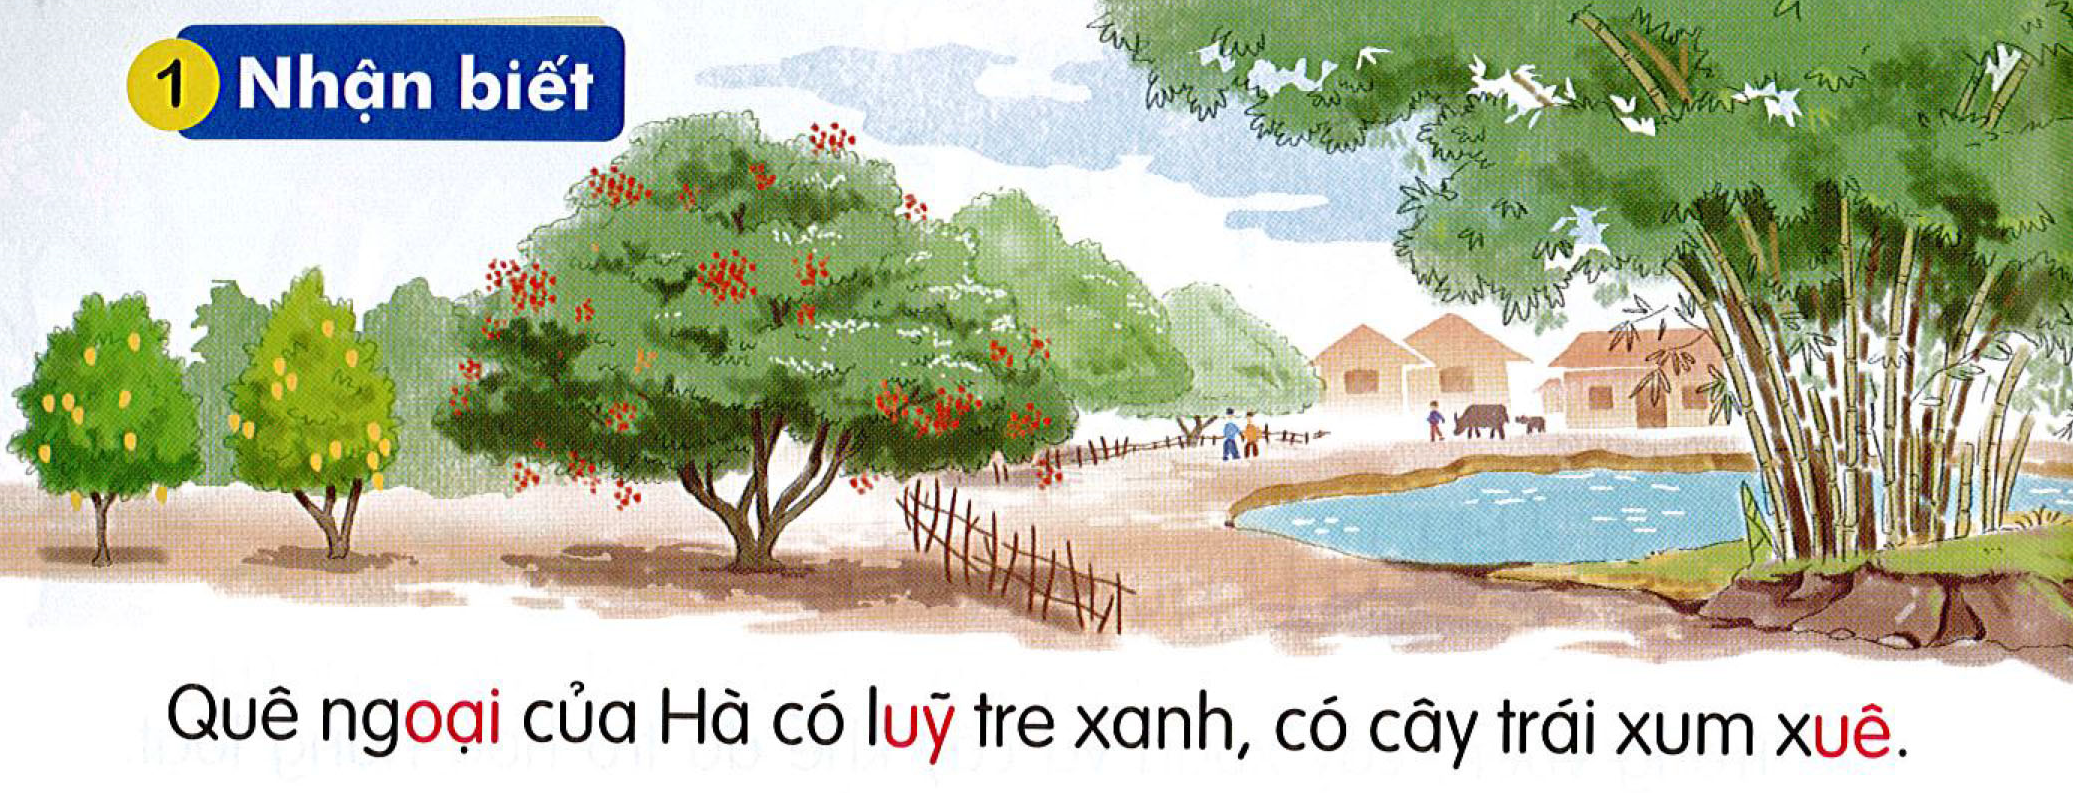 1 Nhận biết
Quê ngoại của Hà có luỹ tre xanh, có cây trái xum xuê.